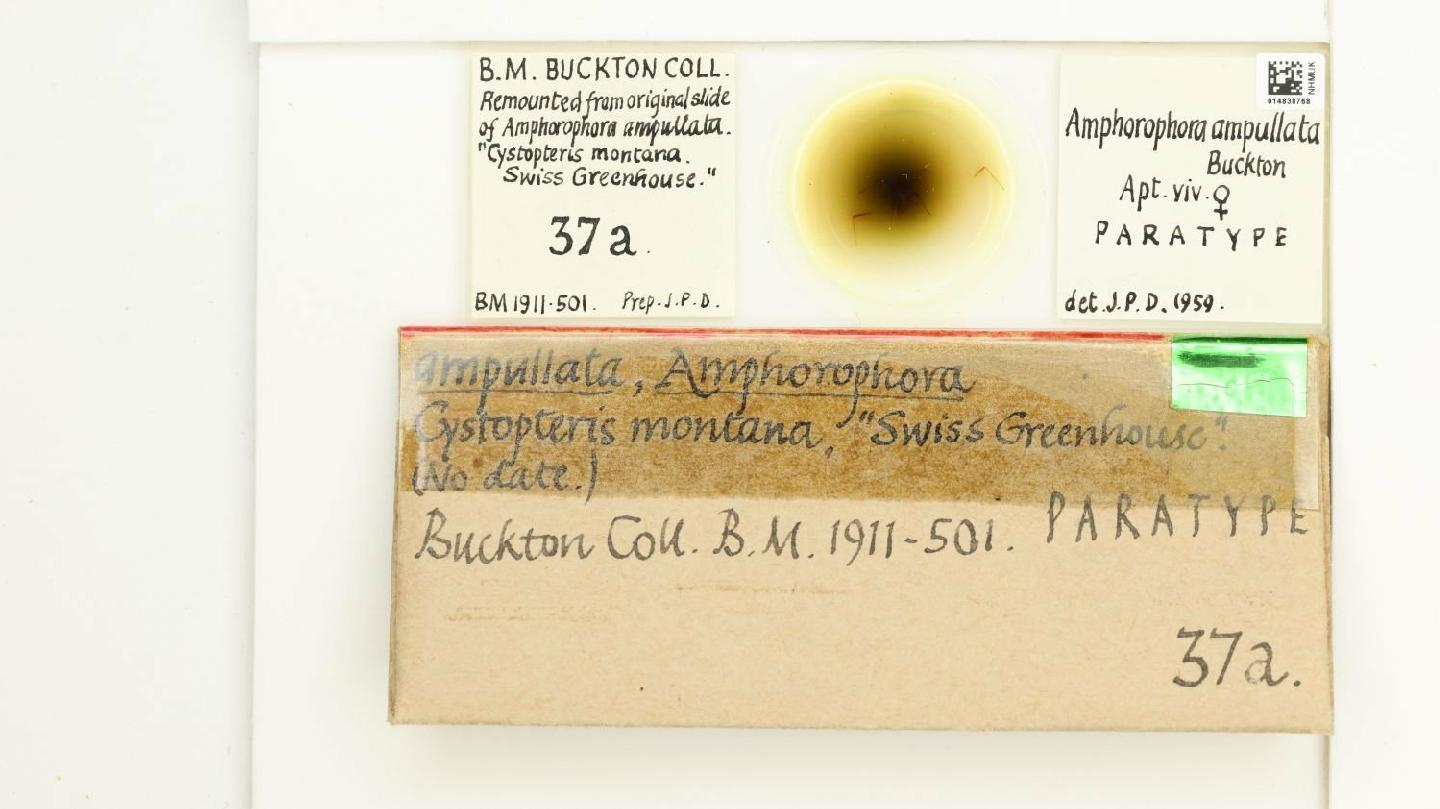 B.M. BUCKTON COLL.
Remounted from original slide
of Amphorophora ampullata.
"Cystopteris montana.
Swiss Greenhouse."
37a.
BM 1911-501. Prep. J.P.D.
NHMUK
014830768
Amphorophora ampullata
Buckton
Apt. viv. ♀
PARATYPE
det. J.P.D. 1959.
ampullata, Amphorophora
Cystopteris montana, "Swiss Greenhouse".
(No date.)
Buckton Coll. B.M. 1911-501. PARATYPE
37a.